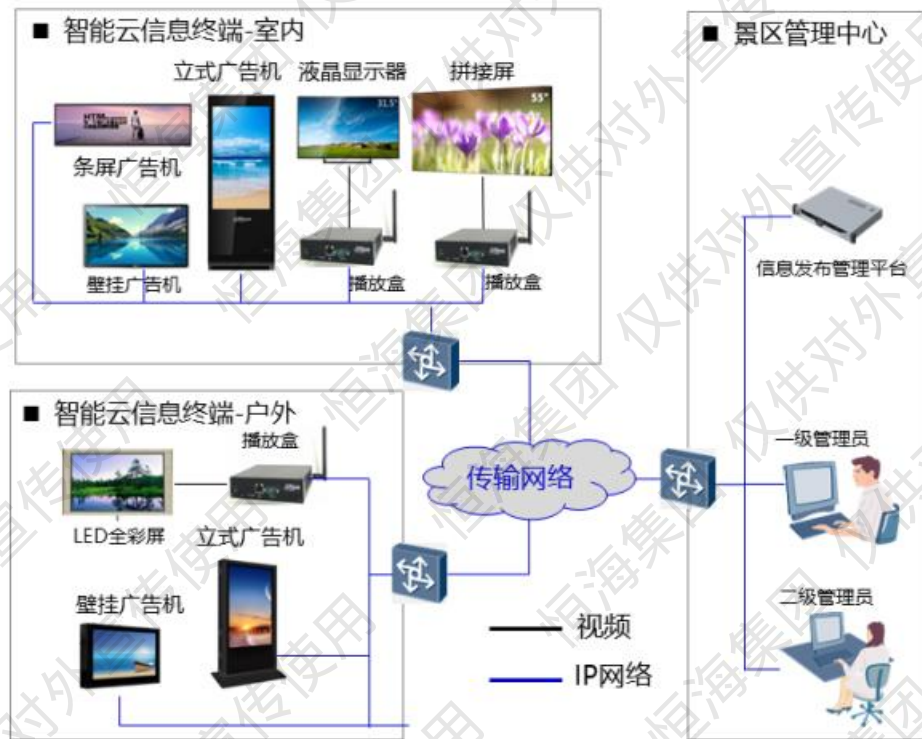 ■ 智能云信息终端-室内
立式广告机 液晶显示器 拼接屏
31.5"
55"
条屏广告机
壁挂广告机
播放盒
播放盒
■ 智能云信息终端-户外
播放盒
LED全彩屏
立式广告机
壁挂广告机
传输网络
视频
IP网络
■ 景区管理中心
信息发布管理平台
一级管理员
二级管理员
恒海集团 仅供对外宣传使用